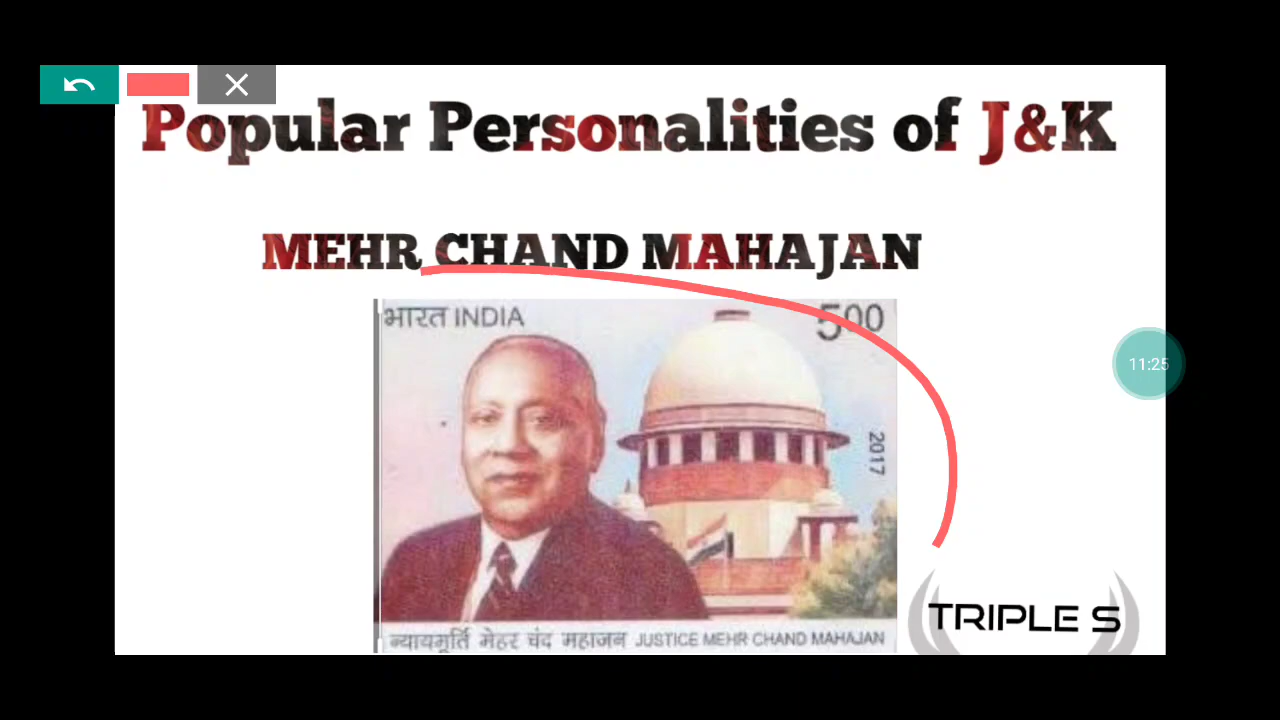 Popular Personalities of J&K
MEHR CHAND MAHAJAN
भारत INDIA
500
2017
11:25
TRIPLE S
न्यायमूर्ति मेहर चंद महाजन JUSTICE MEHR CHAND MAHAJAN